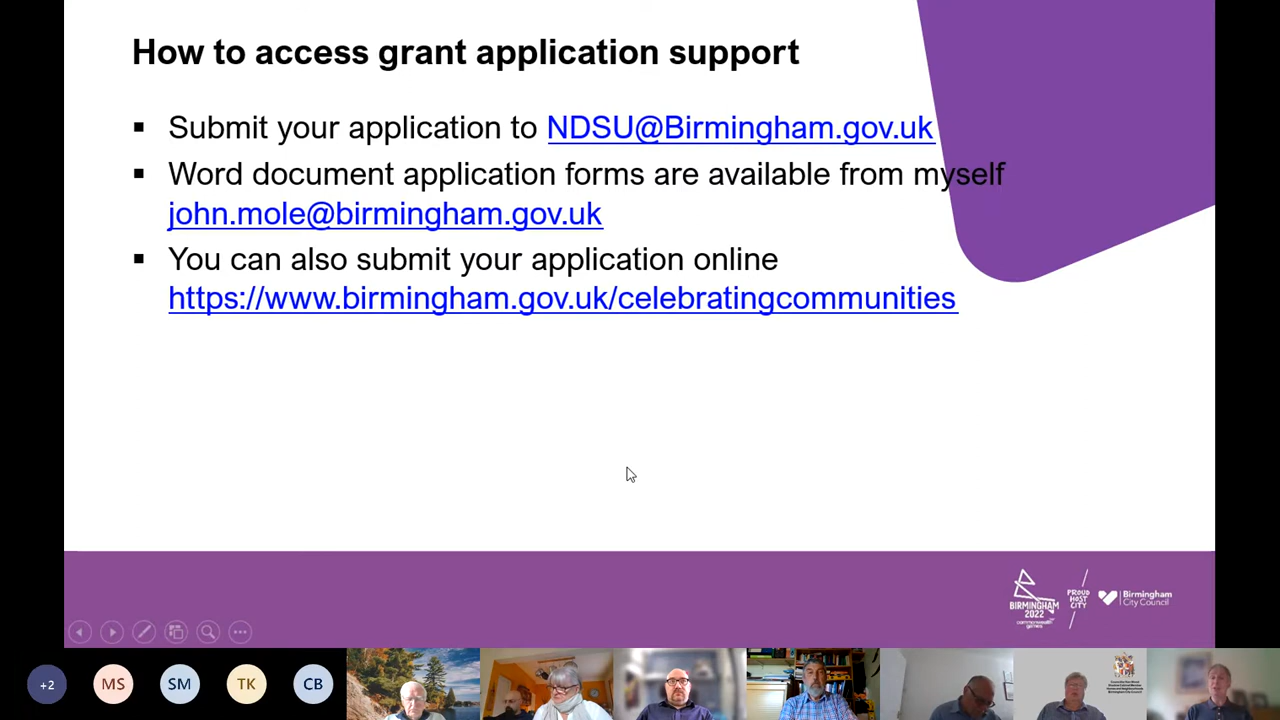 How to access grant application support
▪ Submit your application to NDSU@Birmingham.gov.uk
▪ Word document application forms are available from myself
john.mole@birmingham.gov.uk
▪ You can also submit your application online
https://www.birmingham.gov.uk/celebratingcommunities
BIRMINGHAM
2022
commonwealth
games
PROUD
HOST
CITY
Birmingham
City Council
+2
MS
SM
TK
CB